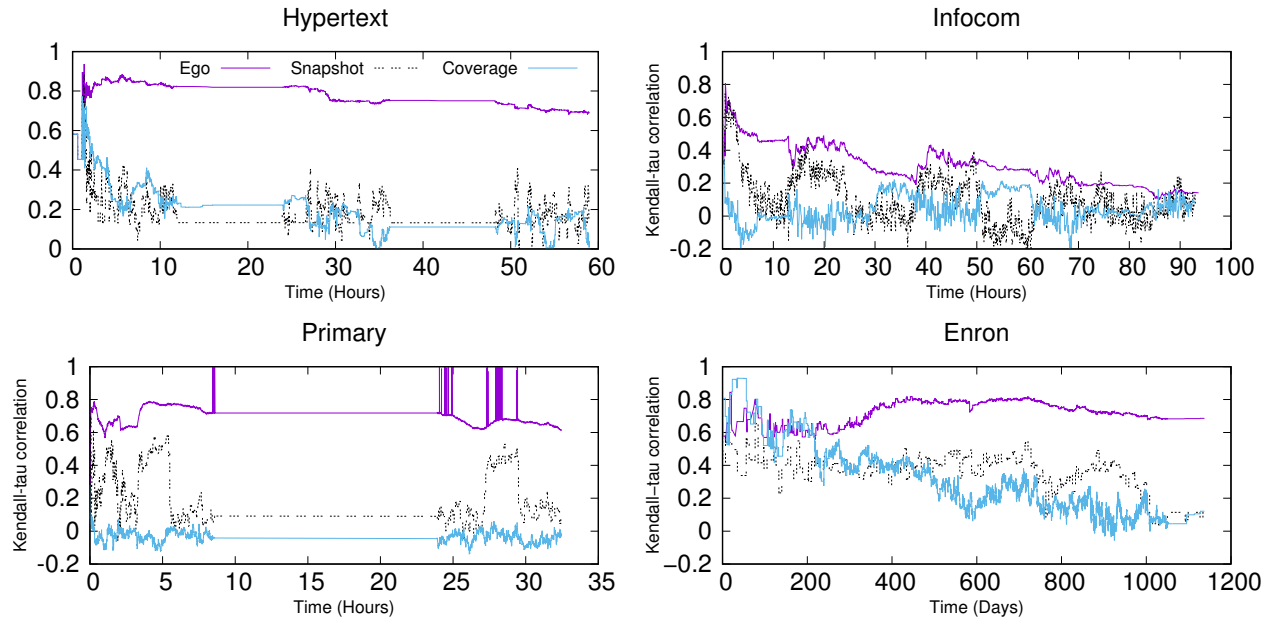 Hypertext
1
0.8
0.6
0.4
0.2
0
Ego Snapshot Coverage
0 10 20 30 40 50 60
Time (Hours)
Infocom
Kendall-tau correlation
1
0.8
0.6
0.4
0.2
0
-0.2
0 10 20 30 40 50 60 70 80 90 100
Time (Hours)
Primary
Kendall-tau correlation
1
0.8
0.6
0.4
0.2
0
-0.2
0 5 10 15 20 25 30 35
Time (Hours)
Enron
Kendall−tau correlation
1
0.8
0.6
0.4
0.2
0
−0.2
0 200 400 600 800 1000 1200
Time (Days)